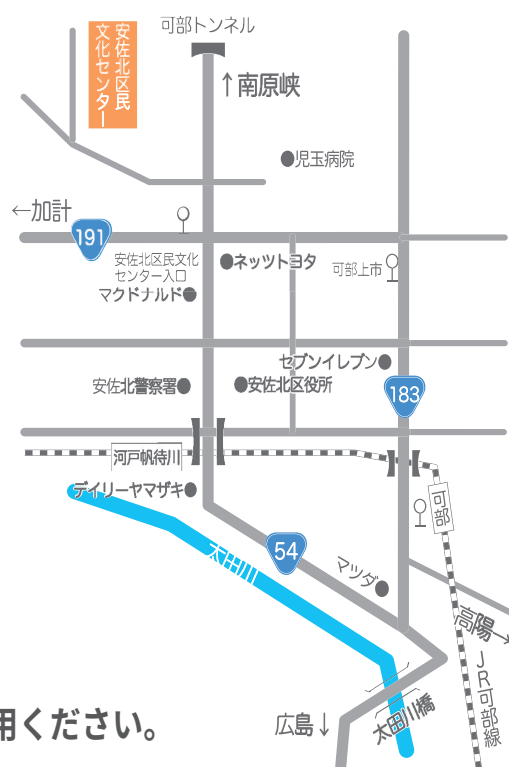 可部トンネル
安佐北区民
文化センター
↑南原峡
児玉病院
←加計
191
安佐北区民文化
センター入口
ネッツトヨタ
可部上市
マクドナルド
セブンイレブン
安佐北警察署
安佐北区役所
183
河戸帆待川
デイリーヤマザキ
可部
太田川
54
マツダ
高陽→
JR可部線
太田川橋
広島↓
用ください。